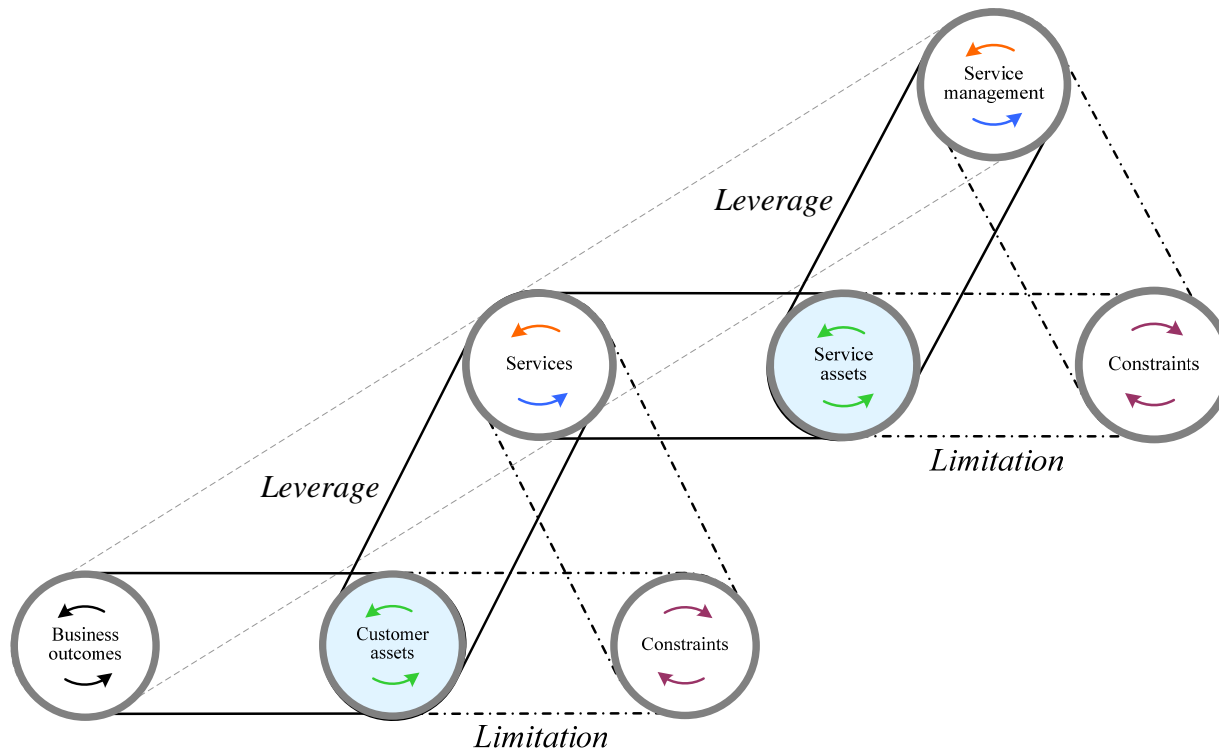 Service
management
Leverage
Services
Service
assets
Constraints
Limitation
Leverage
Business
outcomes
Customer
assets
Constraints
Limitation